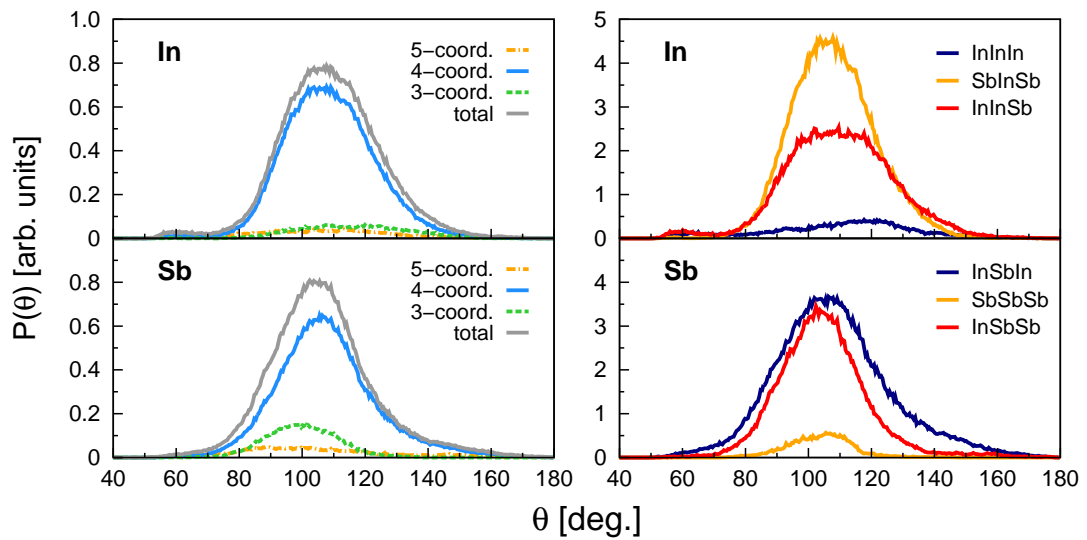 P(θ) [arb. units]
In
5−coord.
4−coord.
3−coord.
total
1.0
0.8
0.6
0.4
0.2
0
In
InInIn
SbInSb
InInSb
5
4
3
2
1
0
Sb
5−coord.
4−coord.
3−coord.
total
0.8
0.6
0.4
0.2
0
40 60 80 100 120 140 160 180
Sb
InSbIn
SbSbSb
InSbSb
4
3
2
1
0
40 60 80 100 120 140 160 180
θ [deg.]